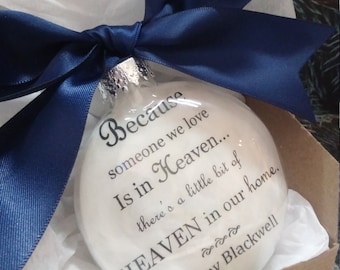 Because
someone we love
Is in Heaven...
there's a little bit of
HEAVEN in our home.
Blackwell